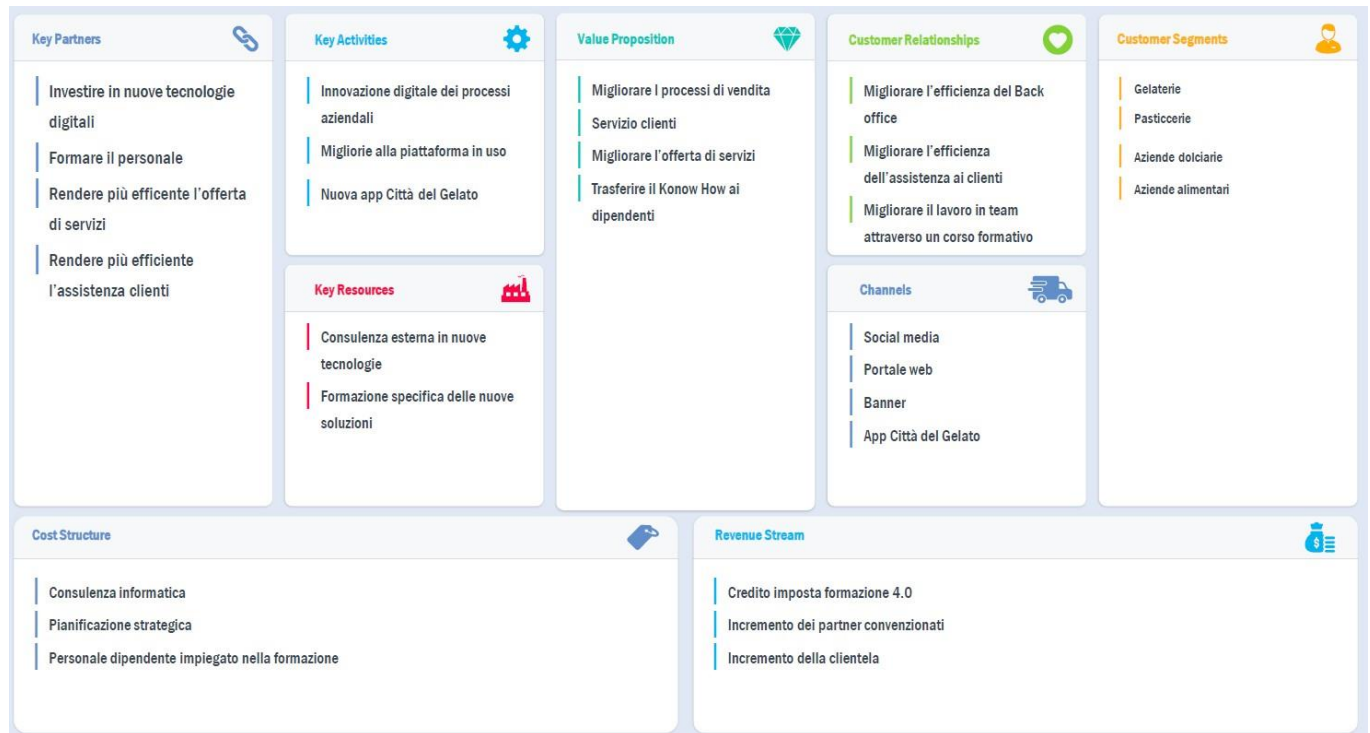 Key Partners
Investire in nuove tecnologie
digitali
Formare il personale
Rendere più efficente l'offerta
di servizi
Rendere più efficiente
l'assistenza clienti
Key Activities
Innovazione digitale dei processi
aziendali
Migliorie alla piattaforma in uso
Nuova app Città del Gelato
Key Resources
Consulenza esterna in nuove
tecnologie
Formazione specifica delle nuove
soluzioni
Value Proposition
Migliorare I processi di vendita
Servizio clienti
Migliorare l'offerta di servizi
Trasferire il Konow How ai
dipendenti
Customer Relationships
Migliorare l'efficienza del Back
office
Migliorare l'efficienza
dell'assistenza ai clienti
Migliorare il lavoro in team
attraverso un corso formativo
Channels
Social media
Portale web
Banner
App Città del Gelato
Customer Segments
Gelaterie
Pasticcerie
Aziende dolciarie
Aziende alimentari
Cost Structure
Consulenza informatica
Pianificazione strategica
Personale dipendente impiegato nella formazione
Revenue Stream
$
Credito imposta formazione 4.0
Incremento dei partner convenzionati
Incremento della clientela